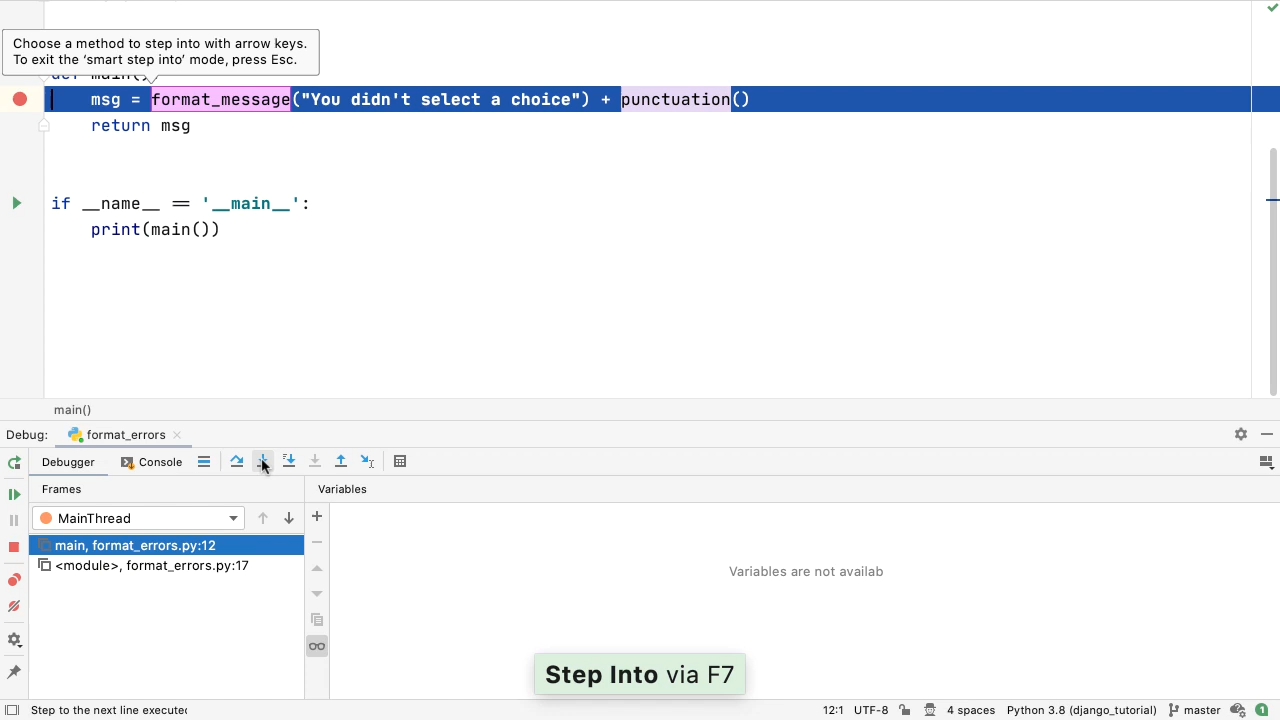 Choose a method to step into with arrow keys.
To exit the ‘smart step into’ mode, press Esc.
def main():
msg = format_message("You didn't select a choice") + punctuation()
return msg
if __name__ == '__main__':
print(main())
main()
Debug: format_errors
Debugger Console
Frames Variables
MainThread
main, format_errors.py:12
<module>, format_errors.py:17
Variables are not availab
Step Into via F7
Step to the next line executed 12:1 UTF-8 4 spaces Python 3.8 (django_tutorial) master 1